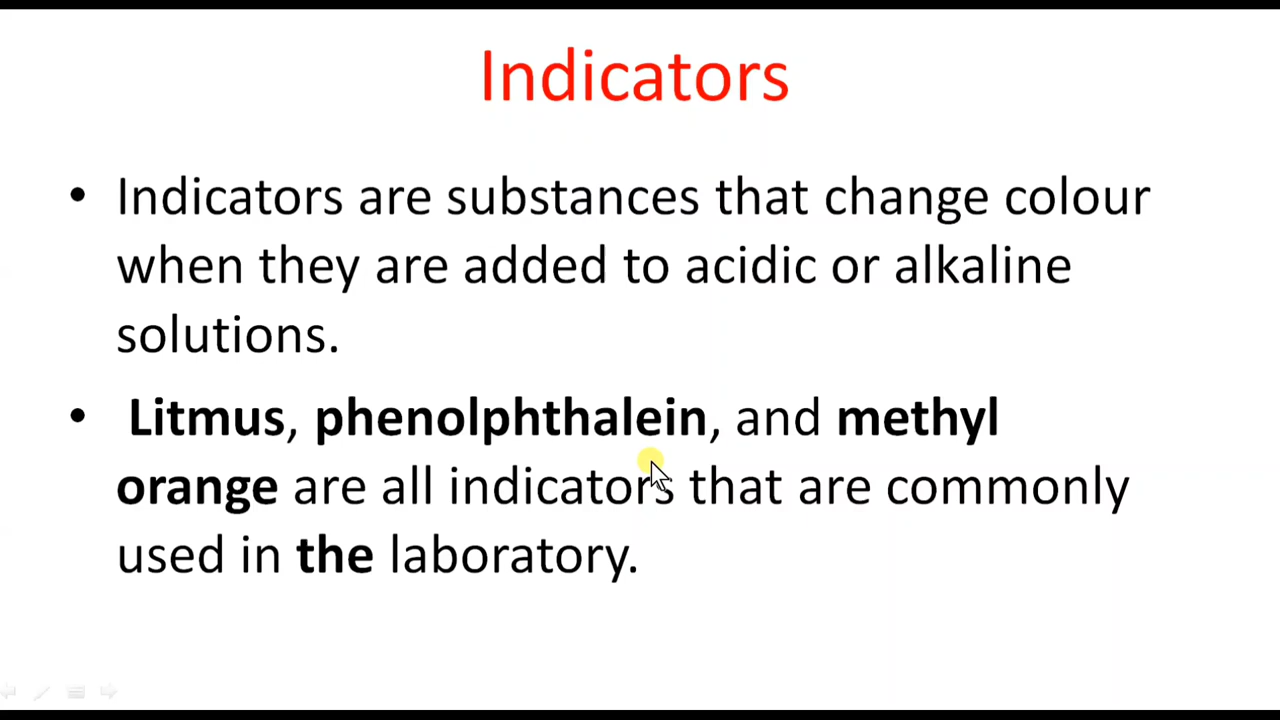 Indicators
• Indicators are substances that change colour
when they are added to acidic or alkaline
solutions.
• Litmus, phenolphthalein, and methyl
orange are all indicators that are commonly
used in the laboratory.